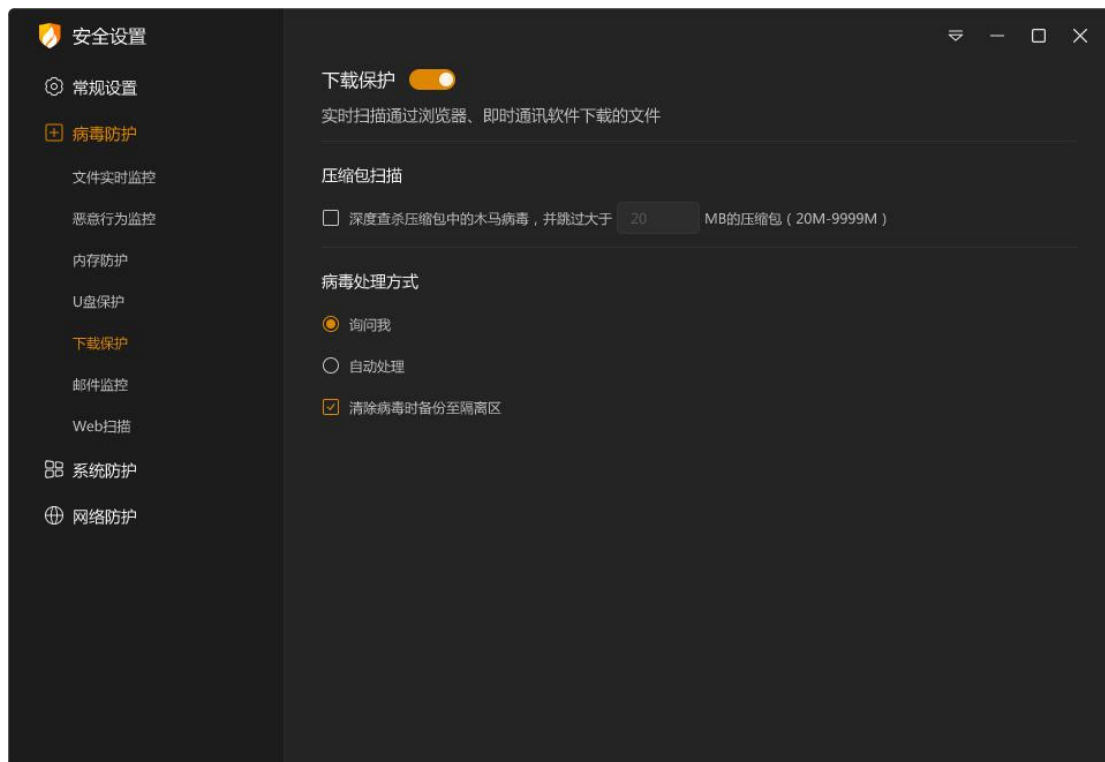 安全设置
常规设置
病毒防护
文件实时监控
恶意行为监控
内存防护
U盘保护
下载保护
邮件监控
Web扫描
系统防护
网络防护
下载保护
实时扫描通过浏览器、即时通讯软件下载的文件
压缩包扫描
深度查杀压缩包中的木马病毒，并跳过大于 20 MB的压缩包（20M-9999M）
病毒处理方式
询问我
自动处理
清除病毒时备份至隔离区